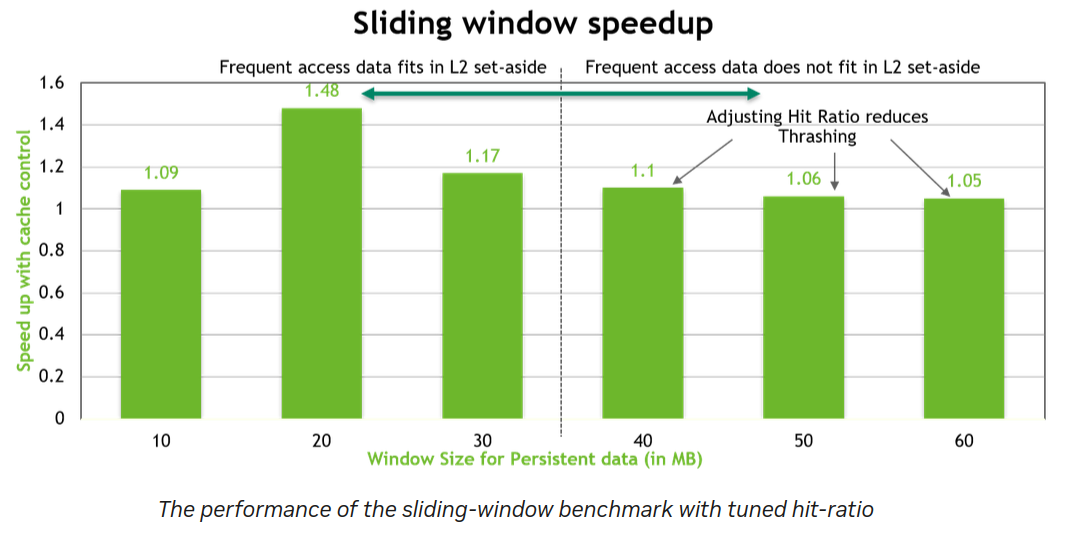 Sliding window speedup
Frequent access data fits in L2 set-aside
Frequent access data does not fit in L2 set-aside
Speed up with cache control
1.6
1.4
1.2
1
0.8
0.6
0.4
0.2
0
1.09
1.48
1.17
1.1
1.06
1.05
Adjusting Hit Ratio reduces
Thrashing
10
20
30
40
50
60
Window Size for Persistent data (in MB)
The performance of the sliding-window benchmark with tuned hit-ratio